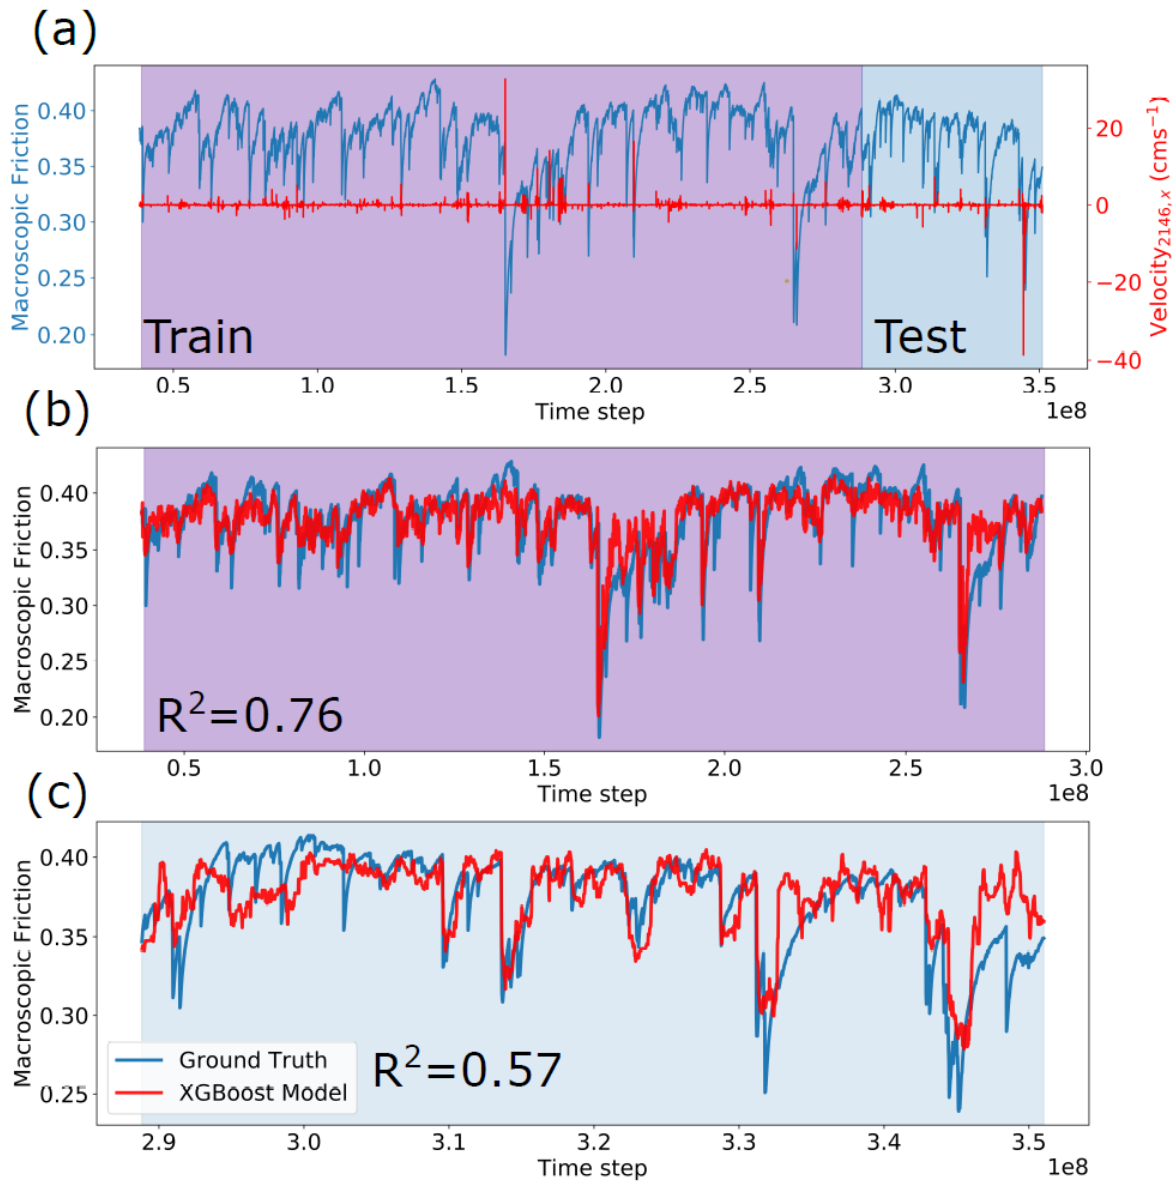 (a)
Macroscopic Friction
0.40
0.35
0.30
0.25
0.20
Train
Test
20
0
−20
−40
Velocity2146,x (cms−1)
0.5 1.0 1.5 2.0 2.5 3.0 3.5
Time step
1e8
(b)
Macroscopic Friction
0.40
0.35
0.30
0.25
0.20
R2=0.76
0.5 1.0 1.5 2.0 2.5 3.0
Time step
1e8
(c)
Macroscopic Friction
0.40
0.35
0.30
0.25
Ground Truth
XGBoost Model
R2=0.57
2.9 3.0 3.1 3.2 3.3 3.4 3.5
Time step
1e8